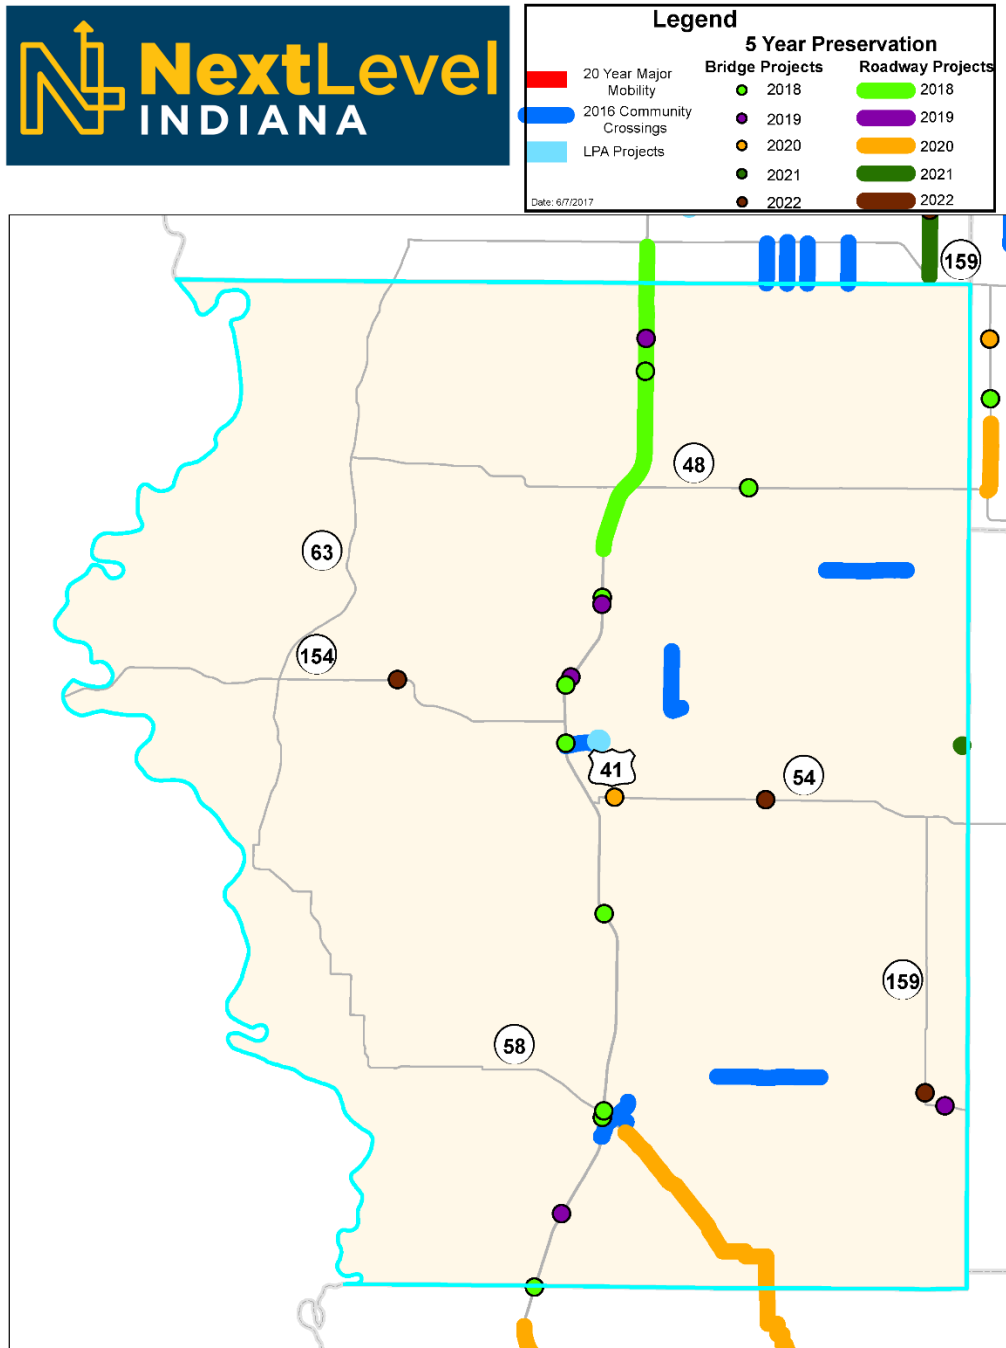 NextLevel
INDIANA
Legend
5 Year Preservation
Bridge Projects
Roadway Projects
20 Year Major
Mobility
2016 Community
Crossings
LPA Projects
2018
2019
2020
2021
2022
2018
2019
2020
2021
2022
Date: 6/7/2017
159
48
63
154
41
54
159
58